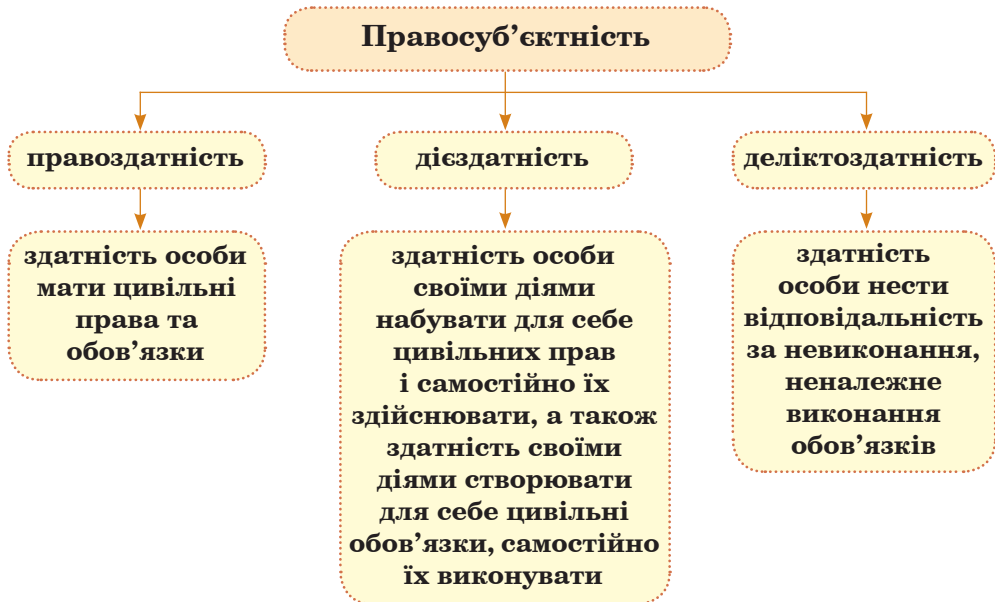 Правосуб’єктність
правоздатність
дієздатність
деліктоздатність
здатність особи
мати цивільні
права та
обов’язки
здатність особи
своїми діями
набувати для себе
цивільних прав
і самостійно їх
здійснювати, а також
здатність своїми
діями створювати
для себе цивільні
обов’язки, самостійно
їх виконувати
здатність
особи нести
відповідальність
за невиконання,
неналежне
виконання
обов’язків